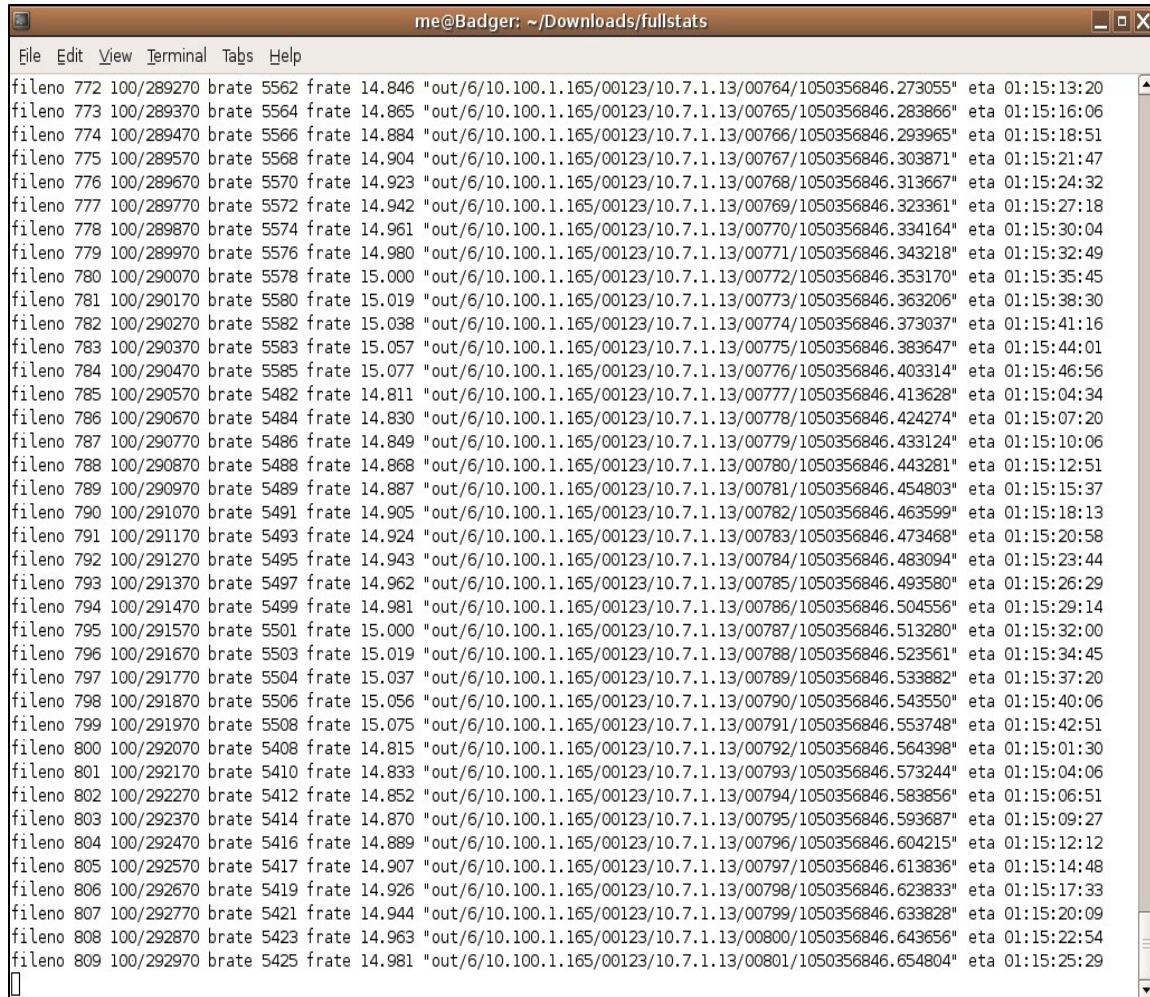 me@Badger: ~/Downloads/fullstats
File Edit View Terminal Tabs Help
fileno 772 100/289270 brate 5562 frate 14.846 "out/6/10.100.1.165/00123/10.7.1.13/00764/1050356846.273055" eta 01:15:13:20
fileno 773 100/289370 brate 5564 frate 14.865 "out/6/10.100.1.165/00123/10.7.1.13/00765/1050356846.283866" eta 01:15:16:06
fileno 774 100/289470 brate 5566 frate 14.884 "out/6/10.100.1.165/00123/10.7.1.13/00766/1050356846.293965" eta 01:15:18:51
fileno 775 100/289570 brate 5568 frate 14.904 "out/6/10.100.1.165/00123/10.7.1.13/00767/1050356846.303871" eta 01:15:21:47
fileno 776 100/289670 brate 5570 frate 14.923 "out/6/10.100.1.165/00123/10.7.1.13/00768/1050356846.313667" eta 01:15:24:32
fileno 777 100/289770 brate 5572 frate 14.942 "out/6/10.100.1.165/00123/10.7.1.13/00769/1050356846.323361" eta 01:15:27:18
fileno 778 100/289870 brate 5574 frate 14.961 "out/6/10.100.1.165/00123/10.7.1.13/00770/1050356846.334164" eta 01:15:30:04
fileno 779 100/289970 brate 5576 frate 14.980 "out/6/10.100.1.165/00123/10.7.1.13/00771/1050356846.343218" eta 01:15:32:49
fileno 780 100/290070 brate 5578 frate 15.000 "out/6/10.100.1.165/00123/10.7.1.13/00772/1050356846.353170" eta 01:15:35:45
fileno 781 100/290170 brate 5580 frate 15.019 "out/6/10.100.1.165/00123/10.7.1.13/00773/1050356846.363206" eta 01:15:38:30
fileno 782 100/290270 brate 5582 frate 15.038 "out/6/10.100.1.165/00123/10.7.1.13/00774/1050356846.373037" eta 01:15:41:16
fileno 783 100/290370 brate 5583 frate 15.057 "out/6/10.100.1.165/00123/10.7.1.13/00775/1050356846.383647" eta 01:15:44:01
fileno 784 100/290470 brate 5585 frate 15.077 "out/6/10.100.1.165/00123/10.7.1.13/00776/1050356846.403314" eta 01:15:46:56
fileno 785 100/290570 brate 5482 frate 14.811 "out/6/10.100.1.165/00123/10.7.1.13/00777/1050356846.413628" eta 01:15:04:34
fileno 786 100/290670 brate 5484 frate 14.830 "out/6/10.100.1.165/00123/10.7.1.13/00778/1050356846.424274" eta 01:15:07:20
fileno 787 100/290770 brate 5486 frate 14.849 "out/6/10.100.1.165/00123/10.7.1.13/00779/1050356846.433124" eta 01:15:10:06
fileno 788 100/290870 brate 5488 frate 14.868 "out/6/10.100.1.165/00123/10.7.1.13/00780/1050356846.443281" eta 01:15:12:51
fileno 789 100/290970 brate 5489 frate 14.887 "out/6/10.100.1.165/00123/10.7.1.13/00781/1050356846.454803" eta 01:15:15:37
fileno 790 100/291070 brate 5491 frate 14.905 "out/6/10.100.1.165/00123/10.7.1.13/00782/1050356846.463599" eta 01:15:18:13
fileno 791 100/291170 brate 5493 frate 14.924 "out/6/10.100.1.165/00123/10.7.1.13/00783/1050356846.473468" eta 01:15:20:58
fileno 792 100/291270 brate 5495 frate 14.943 "out/6/10.100.1.165/00123/10.7.1.13/00784/1050356846.483094" eta 01:15:23:44
fileno 793 100/291370 brate 5497 frate 14.962 "out/6/10.100.1.165/00123/10.7.1.13/00785/1050356846.493580" eta 01:15:26:29
fileno 794 100/291470 brate 5499 frate 14.981 "out/6/10.100.1.165/00123/10.7.1.13/00786/1050356846.504556" eta 01:15:29:14
fileno 795 100/291570 brate 5501 frate 15.000 "out/6/10.100.1.165/00123/10.7.1.13/00787/1050356846.513280" eta 01:15:32:00
fileno 796 100/291670 brate 5503 frate 15.019 "out/6/10.100.1.165/00123/10.7.1.13/00788/1050356846.523561" eta 01:15:34:45
fileno 797 100/291770 brate 5504 frate 15.037 "out/6/10.100.1.165/00123/10.7.1.13/00789/1050356846.533882" eta 01:15:37:20
fileno 798 100/291870 brate 5506 frate 15.056 "out/6/10.100.1.165/00123/10.7.1.13/00790/1050356846.543550" eta 01:15:40:06
fileno 799 100/291970 brate 5508 frate 15.075 "out/6/10.100.1.165/00123/10.7.1.13/00791/1050356846.553748" eta 01:15:42:51
fileno 800 100/292070 brate 5408 frate 14.815 "out/6/10.100.1.165/00123/10.7.1.13/00792/1050356846.564398" eta 01:15:01:30
fileno 801 100/292170 brate 5410 frate 14.833 "out/6/10.100.1.165/00123/10.7.1.13/00793/1050356846.573244" eta 01:15:04:06
fileno 802 100/292270 brate 5412 frate 14.852 "out/6/10.100.1.165/00123/10.7.1.13/00794/1050356846.583856" eta 01:15:06:51
fileno 803 100/292370 brate 5414 frate 14.870 "out/6/10.100.1.165/00123/10.7.1.13/00795/1050356846.593687" eta 01:15:09:27
fileno 804 100/292470 brate 5416 frate 14.889 "out/6/10.100.1.165/00123/10.7.1.13/00796/1050356846.604215" eta 01:15:12:12
fileno 805 100/292570 brate 5417 frate 14.907 "out/6/10.100.1.165/00123/10.7.1.13/00797/1050356846.613836" eta 01:15:14:48
fileno 806 100/292670 brate 5419 frate 14.926 "out/6/10.100.1.165/00123/10.7.1.13/00798/1050356846.623833" eta 01:15:17:33
fileno 807 100/292770 brate 5421 frate 14.944 "out/6/10.100.1.165/00123/10.7.1.13/00799/1050356846.633828" eta 01:15:20:09
fileno 808 100/292870 brate 5423 frate 14.963 "out/6/10.100.1.165/00123/10.7.1.13/00800/1050356846.643656" eta 01:15:22:54
fileno 809 100/292970 brate 5425 frate 14.981 "out/6/10.100.1.165/00123/10.7.1.13/00801/1050356846.654804" eta 01:15:25:29